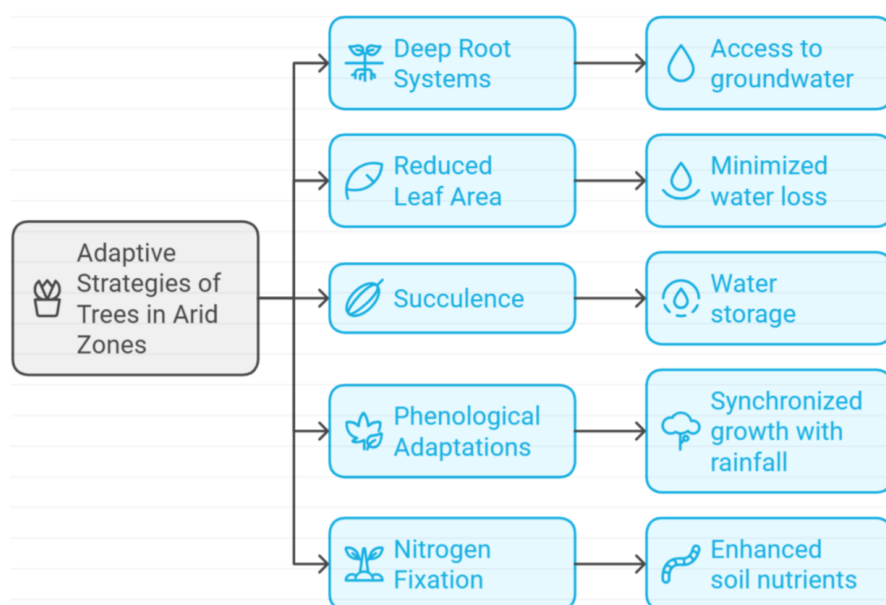 Deep Root
Systems
Access to
groundwater
Reduced
Leaf Area
Minimized
water loss
Adaptive
Strategies of
Trees in Arid
Zones
Succulence
Water
storage
Phenological
Adaptations
Synchronized
growth with
rainfall
Nitrogen
Fixation
Enhanced
soil nutrients